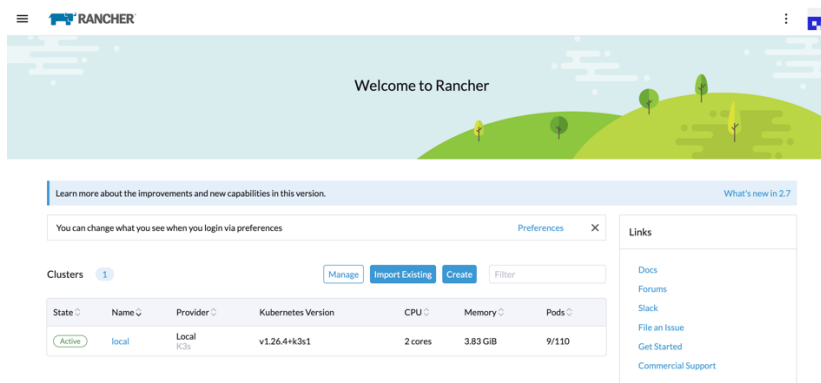 RANCHER
Welcome to Rancher
Learn more about the improvements and new capabilities in this version. What's new in 2.7
You can change what you see when you login via preferences Preferences
Links
Clusters 1 Manage Import Existing Create Filter
Docs
Forums
State Name Provider Kubernetes Version CPU Memory Pods
Slack
File an Issue
Active local Local K3s v1.26.4+k3s1 2 cores 3.83 GiB 9/110
Get Started
Commercial Support